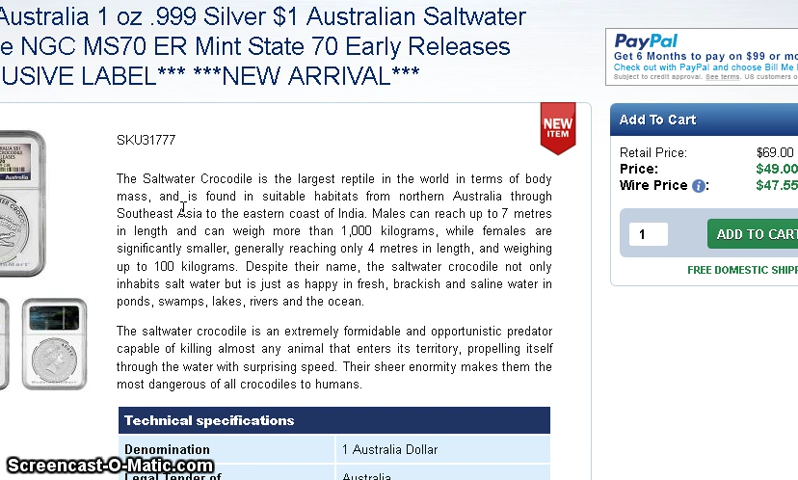 Australia 1 oz .999 Silver $1 Australian Saltwater
e NGC MS70 ER Mint State 70 Early Releases
USIVE LABEL*** ***NEW ARRIVAL***
PayPal
Get 6 Months to pay on $99 or mo
Check out with PayPal and choose Bill Me
Subject to credit approval. See terms. US customers o
NEW
ITEM
SKU31777
The Saltwater Crocodile is the largest reptile in the world in terms of body
mass, and is found in suitable habitats from northern Australia through
Southeast Asia to the eastern coast of India. Males can reach up to 7 metres
in length and can weigh more than 1,000 kilograms, while females are
significantly smaller, generally reaching only 4 metres in length, and weighing
up to 100 kilograms. Despite their name, the saltwater crocodile not only
inhabits salt water but is just as happy in fresh, brackish and saline water in
ponds, swamps, lakes, rivers and the ocean.
The saltwater crocodile is an extremely formidable and opportunistic predator
capable of killing almost any animal that enters its territory, propelling itself
through the water with surprising speed. Their sheer enormity makes them the
most dangerous of all crocodiles to humans.
Technical specifications
Denomination 1 Australia Dollar
Legal Tender of Australia
Add To Cart
Retail Price: $69.00
Price: $49.00
Wire Price i: $47.55
1 ADD TO CART
FREE DOMESTIC SHIPP
Screencast-O-Matic.com